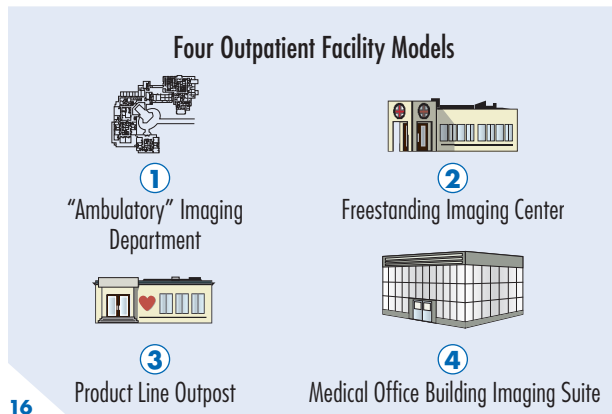 Four Outpatient Facility Models
1
“Ambulatory” Imaging
Department
2
Freestanding Imaging Center
3
Product Line Outpost
4
Medical Office Building Imaging Suite
16